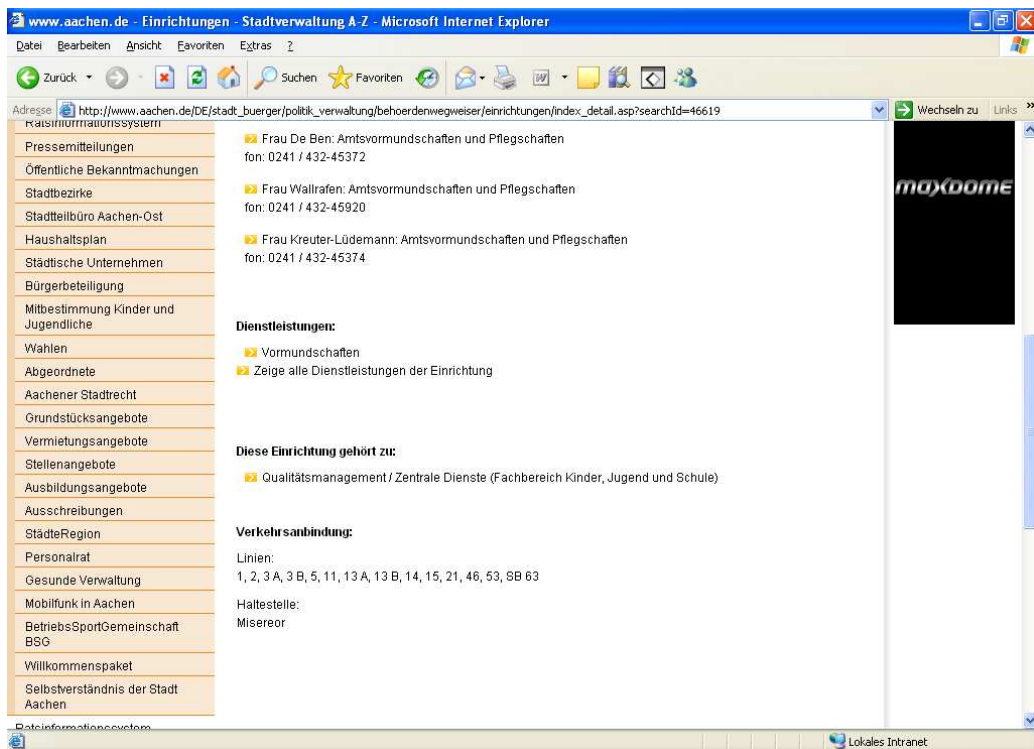 www.aachen.de - Einrichtungen - Stadtverwaltung A-Z - Microsoft Internet Explorer
Datei Bearbeiten Ansicht Favoriten Extras ?
Zurück Suchen Favoriten
Adresse http://www.aachen.de/DE/stadt_buerger/politik_verwaltung/behoerdenwegweiser/einrichtungen/index_detail.asp?searchId=46619 Wechseln zu Links »
Ratsinformationssystem
Pressemitteilungen
Öffentliche Bekanntmachungen
Stadtbezirke
Stadtteilbüro Aachen-Ost
Haushaltsplan
Städtische Unternehmen
Bürgerbeteiligung
Mitbestimmung Kinder und
Jugendliche
Wahlen
Abgeordnete
Aachener Stadtrecht
Grundstücksangebote
Vermietungsangebote
Stellenangebote
Ausbildungsangebote
Ausschreibungen
StädteRegion
Personalrat
Gesunde Verwaltung
Mobilfunk in Aachen
BetriebsSportGemeinschaft
BSG
Willkommenspaket
Selbstverständnis der Stadt
Aachen
Ratsinformationssystem
Frau De Ben: Amtsvormundschaften und Pflegschaften
fon: 0241 / 432-45372
Frau Wallrafen: Amtsvormundschaften und Pflegschaften
fon: 0241 / 432-45920
Frau Kreuter-Lüdemann: Amtsvormundschaften und Pflegschaften
fon: 0241 / 432-45374
Dienstleistungen:
Vormundschaften
Zeige alle Dienstleistungen der Einrichtung
Diese Einrichtung gehört zu:
Qualitätsmanagement / Zentrale Dienste (Fachbereich Kinder, Jugend und Schule)
Verkehrsanbindung:
Linien:
1, 2, 3 A, 3 B, 5, 11, 13 A, 13 B, 14, 15, 21, 46, 53, SB 63
Haltestelle:
Misereor
maxdome
Lokales Intranet